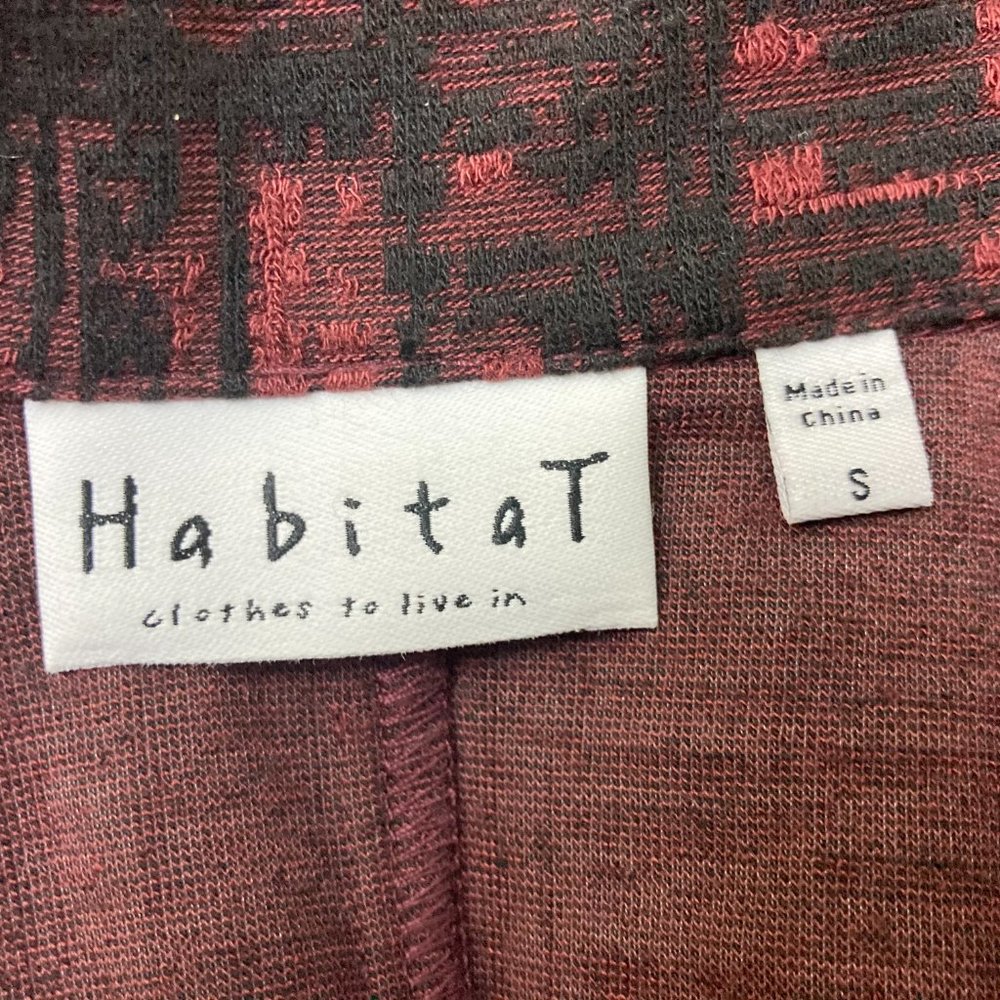 HabitaT
clothes to live in
Made in
China
S